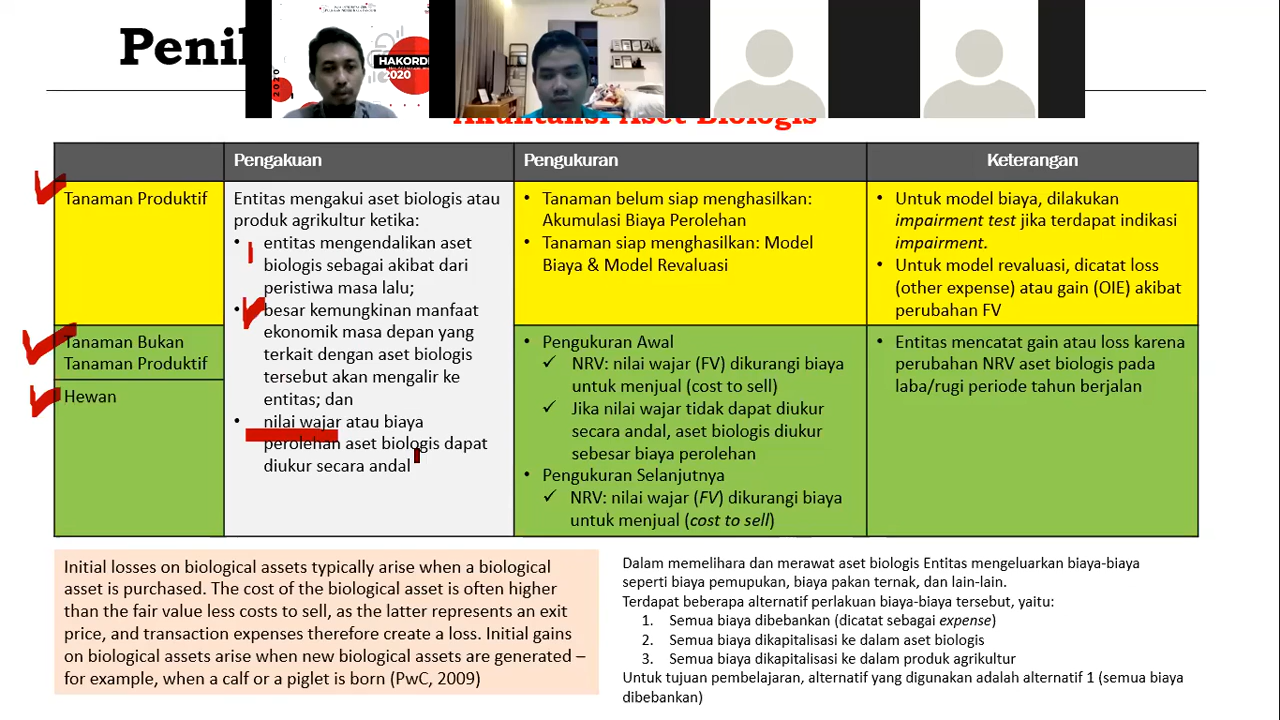 Penil
HAKORDI
2020
2020
Akuntansi Aset Biologis
Pengakuan
Pengukuran
Keterangan
Tanaman Produktif
Entitas mengakui aset biologis atau
produk agrikultur ketika:
• entitas mengendalikan aset
biologis sebagai akibat dari
peristiwa masa lalu;
• besar kemungkinan manfaat
ekonomik masa depan yang
terkait dengan aset biologis
tersebut akan mengalir ke
entitas; dan
• nilai wajar atau biaya
perolehan aset biologis dapat
diukur secara andal
• Tanaman belum siap menghasilkan:
Akumulasi Biaya Perolehan
• Tanaman siap menghasilkan: Model
Biaya & Model Revaluasi
• Untuk model biaya, dilakukan
impairment test jika terdapat indikasi
impairment.
• Untuk model revaluasi, dicatat loss
(other expense) atau gain (OIE) akibat
perubahan FV
Tanaman Bukan
Tanaman Produktif
Hewan
• Pengukuran Awal
✓ NRV: nilai wajar (FV) dikurangi biaya
untuk menjual (cost to sell)
✓ Jika nilai wajar tidak dapat diukur
secara andal, aset biologis diukur
sebesar biaya perolehan
• Pengukuran Selanjutnya
✓ NRV: nilai wajar (FV) dikurangi biaya
untuk menjual (cost to sell)
• Entitas mencatat gain atau loss karena
perubahan NRV aset biologis pada
laba/rugi periode tahun berjalan
Initial losses on biological assets typically arise when a biological
asset is purchased. The cost of the biological asset is often higher
than the fair value less costs to sell, as the latter represents an exit
price, and transaction expenses therefore create a loss. Initial gains
on biological assets arise when new biological assets are generated –
for example, when a calf or a piglet is born (PwC, 2009)
Dalam memelihara dan merawat aset biologis Entitas mengeluarkan biaya-biaya
seperti biaya pemupukan, biaya pakan ternak, dan lain-lain.
Terdapat beberapa alternatif perlakuan biaya-biaya tersebut, yaitu:
1. Semua biaya dibebankan (dicatat sebagai expense)
2. Semua biaya dikapitalisasi ke dalam aset biologis
3. Semua biaya dikapitalisasi ke dalam produk agrikultur
Untuk tujuan pembelajaran, alternatif yang digunakan adalah alternatif 1 (semua biaya
dibebankan)